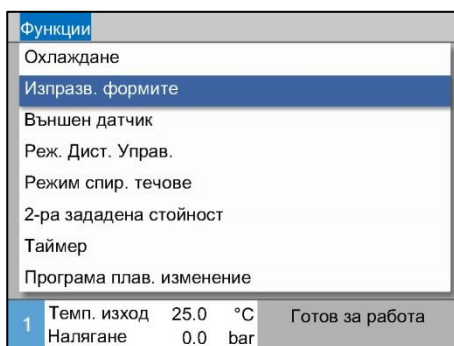 Функции
Охлаждане
Изпразв. формите
Външен датчик
Реж. Дист. Управ.
Режим спир. течове
2-ра зададена стойност
Таймер
Програма плав. изменение
1 Темп. изход 25.0 °C Готов за работа
Налягане 0.0 bar